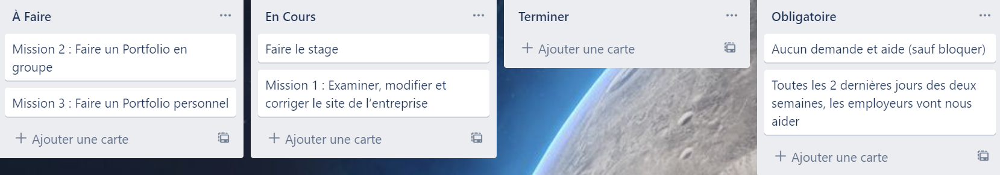 À Faire
Mission 2 : Faire un Portfolio en
groupe
Mission 3 : Faire un Portfolio personnel
+ Ajouter une carte
En Cours
Faire le stage
Mission 1 : Examiner, modifier et
corriger le site de l’entreprise
+ Ajouter une carte
Terminer
+ Ajouter une carte
Obligatoire
Aucun demande et aide (sauf bloquer)
Toutes les 2 dernières jours des deux
semaines, les employeurs vont nous
aider
+ Ajouter une carte